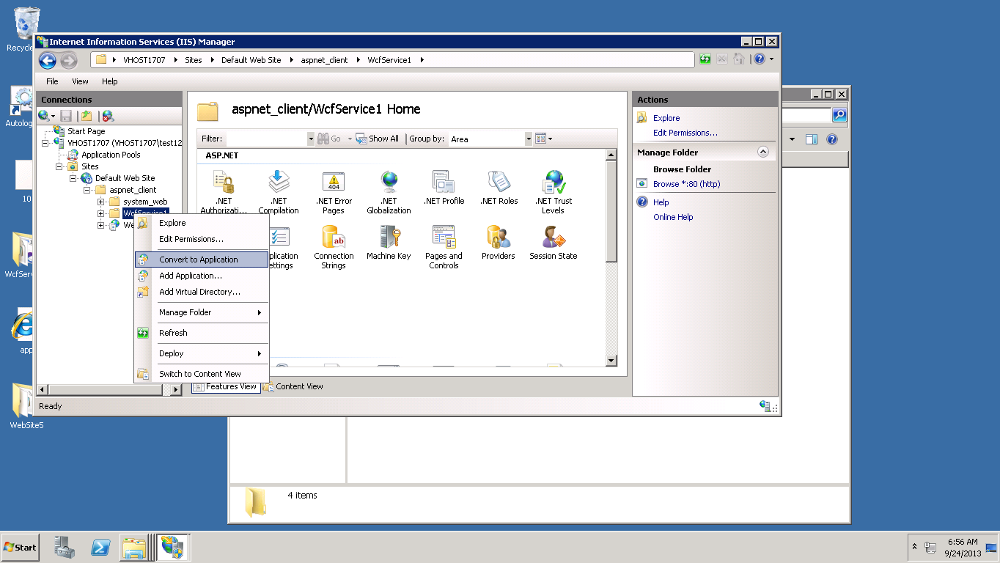 Recycle
Autolog
10
WcfServ
app
WebSite5
Internet Information Services (IIS) Manager
VHOST1707 Sites Default Web Site aspnet_client WcfService1
File View Help
Connections
Start Page
VHOST1707 (VHOST1707\test12
Application Pools
Sites
Default Web Site
aspnet_client
system_web
WcfService1
We
Explore
Edit Permissions...
Convert to Application
Add Application...
Add Virtual Directory...
Manage Folder
Refresh
Deploy
Switch to Content View
aspnet_client/WcfService1 Home
Filter: Go Show All Group by: Area
ASP.NET
.NET Authorizati...
.NET Compilation
404
.NET Error Pages
.NET Globalization
.NET Profile
.NET Roles
.NET Trust Levels
plication ettings
ab
Connection Strings
Machine Key
Pages and Controls
Providers
Session State
Features View Content View
Actions
Explore
Edit Permissions...
Manage Folder
Browse Folder
Browse *:80 (http)
Help
Online Help
Ready
4 items
Start
6:56 AM
9/24/2013